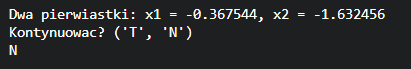 Dwa pierwiastki: x1 = -0.367544, x2 = -1.632456
Kontynuowac? ('T', 'N')
N